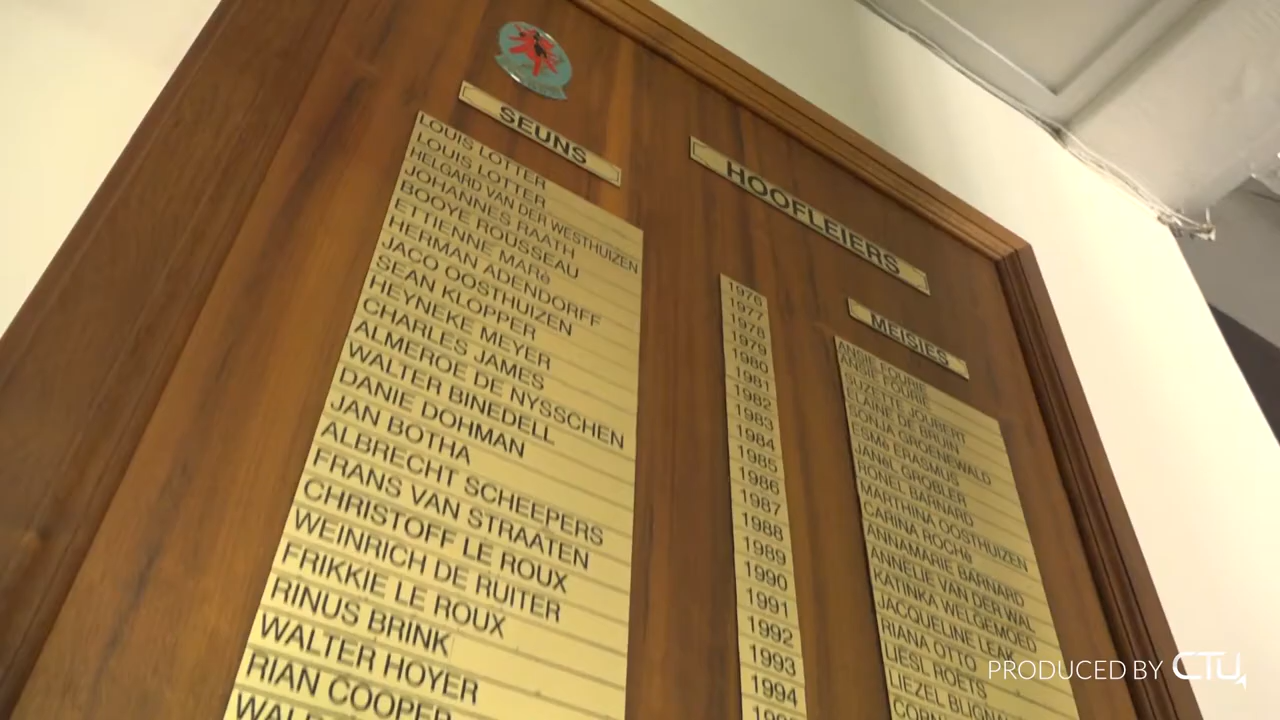 SEUNS
HOOFLEIERS
MEISIES
LOUIS LOTTER
LOUIS LOTTER
HELGARD VAN DER WESTHUIZEN
JOHANNES RAATH
BOOYE ROUSSEAU
ETTIENNE MARè
HERMAN ADENDORFF
JACO OOSTHUIZEN
SEAN KLOPPER
HEYNEKE MEYER
CHARLES JAMES
ALMEROE DE NYSSCHEN
WALTER BINEDELL
DANIE DOHMAN
JAN BOTHA
ALBRECHT SCHEEPERS
FRANS VAN STRAATEN
CHRISTOFF LE ROUX
WEINRICH DE RUITER
FRIKKIE LE ROUX
RINUS BRINK
WALTER HOYER
RIAN COOPER
1976
1977
1978
1979
1980
1981
1982
1983
1984
1985
1986
1987
1988
1989
1990
1991
1992
1993
1994
ANSIE FOURIE
ANSIE FOURIE
SUZETTE JOUBERT
ELAINE DE BRUIN
SONJA GROENEWALD
ESMè ERASMUS
JANèL GROBLER
RONEL BARNARD
MARTHINA OOSTHUIZEN
CARINA ROCHè
ANNAMARIE BARNARD
ANNELIE VAN DER WAL
KATINKA WELGEMOED
JACQUELINE LEAK
RIANA OTTO
LIESL ROETS
LIEZEL
PRODUCED BY CTU